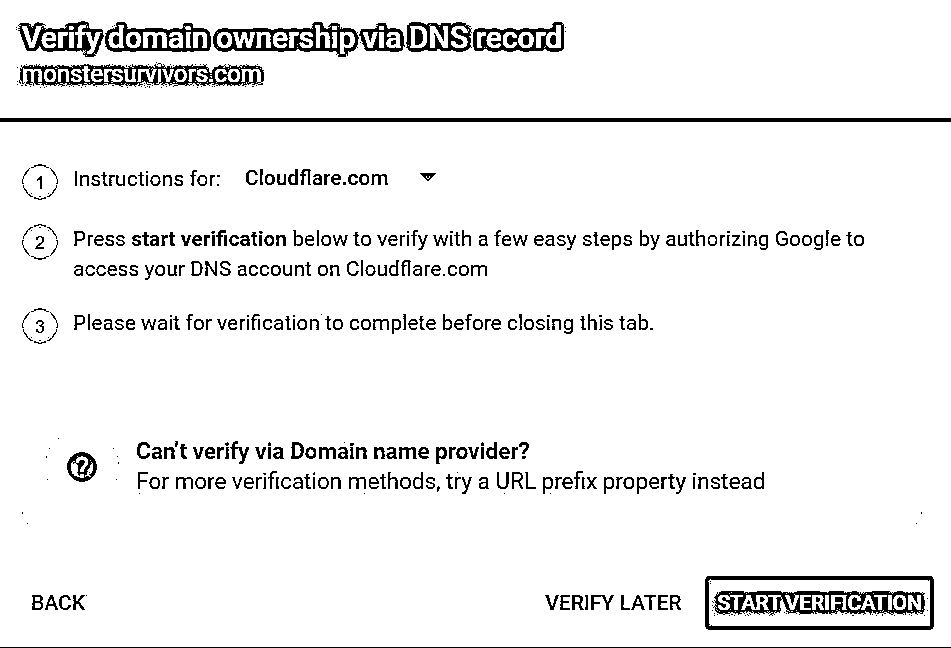 Verify domain ownership via DNS record
monstersurvivors.com
1 Instructions for: Cloudflare.com
2 Press start verification below to verify with a few easy steps by authorizing Google to
access your DNS account on Cloudflare.com
3 Please wait for verification to complete before closing this tab.
Can't verify via Domain name provider?
For more verification methods, try a URL prefix property instead
BACK VERIFY LATER START VERIFICATION